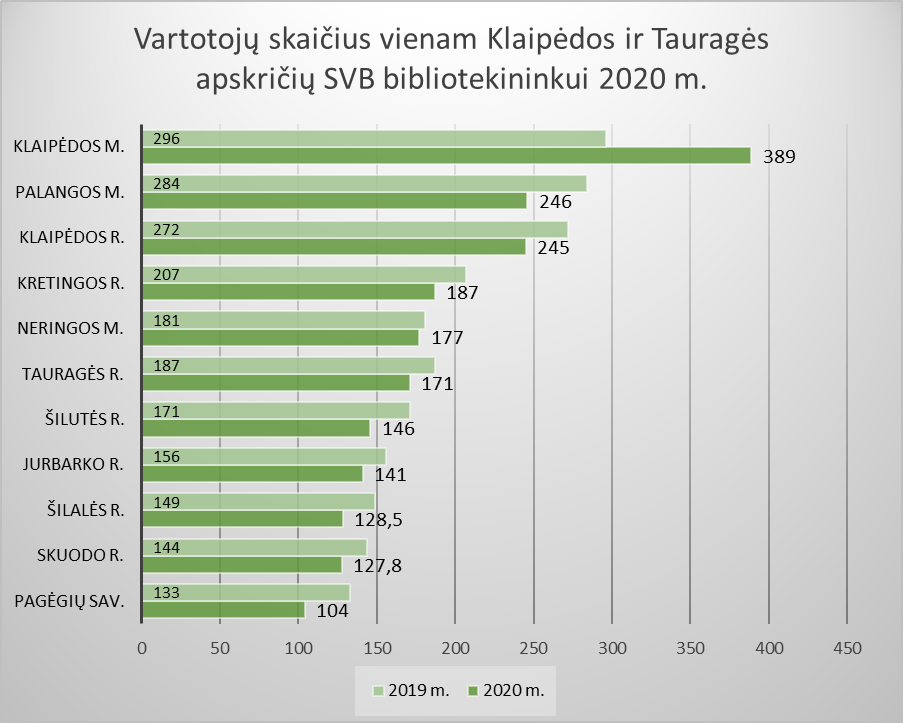 Vartotojų skaičius vienam Klaipėdos ir Tauragės
apskričių SVB bibliotekininkui 2020 m.
KLAIPĖDOS M.
296
389
PALANGOS M.
284
246
KLAIPĖDOS R.
272
245
KRETINGOS R.
207
187
NERINGOS M.
181
177
TAURAGĖS R.
187
171
ŠILUTĖS R.
171
146
JURBARKO R.
156
141
ŠILALĖS R.
149
128,5
SKUODO R.
144
127,8
PAGĖGIŲ SAV.
133
104
0 50 100 150 200 250 300 350 400 450
2019 m. 2020 m.